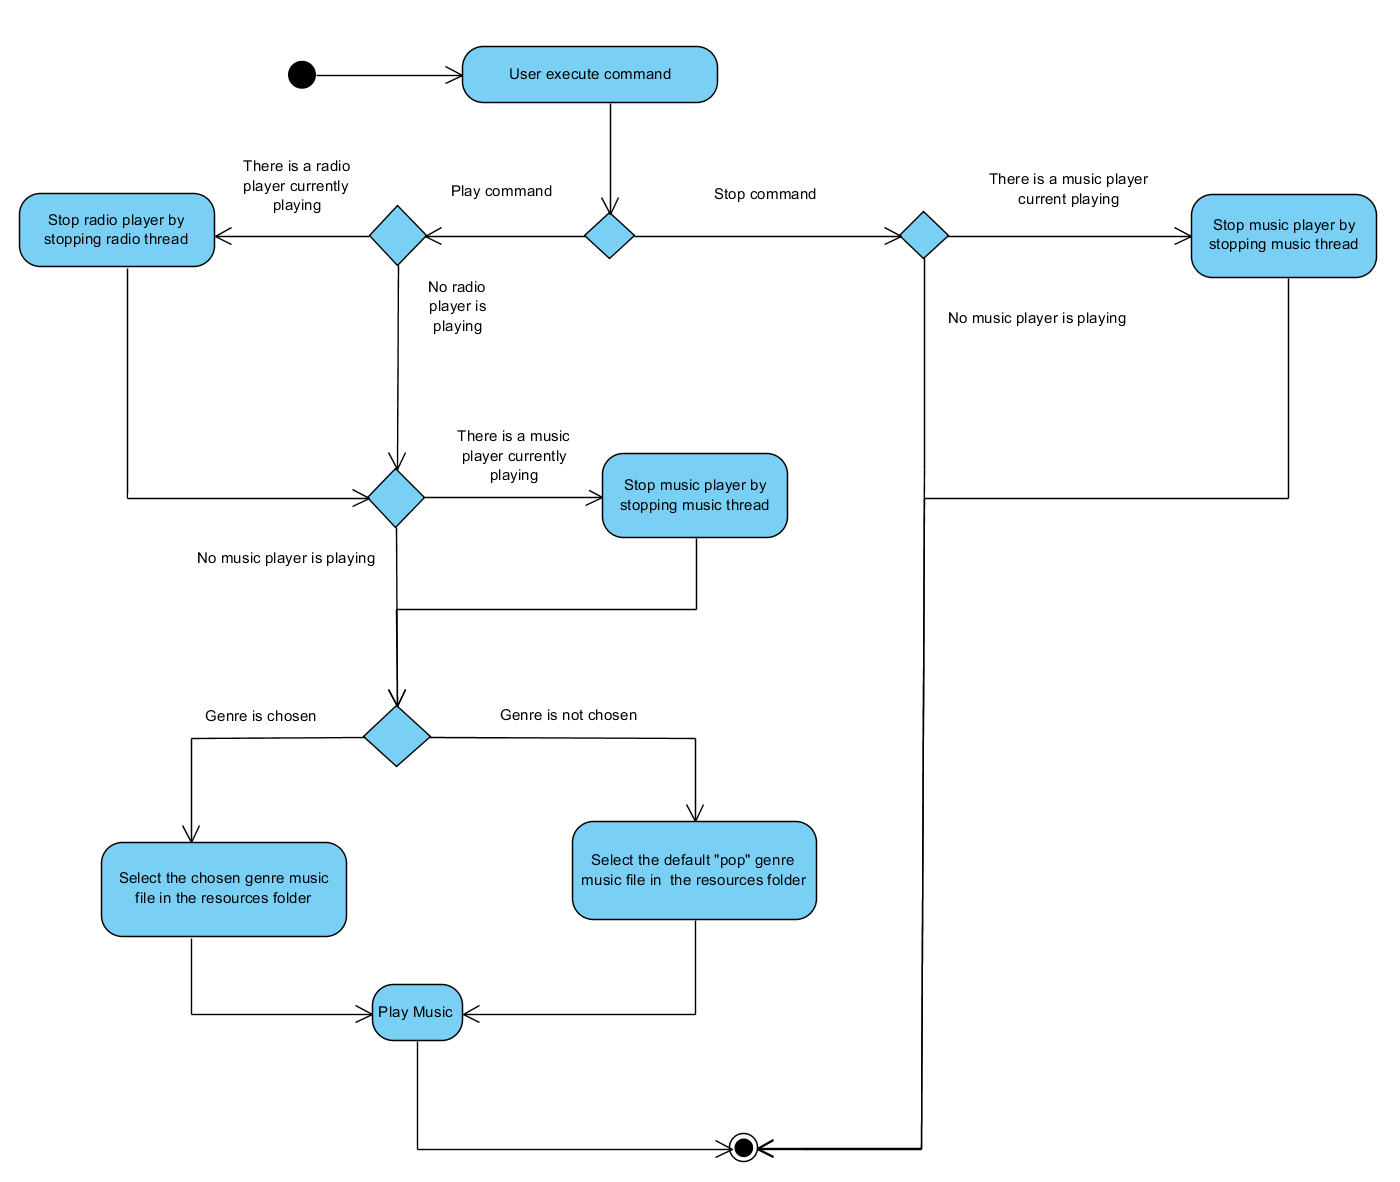 User execute command
There is a radio
player currently
playing
Play command
Stop command
There is a music player
current playing
Stop radio player by
stopping radio thread
Stop music player by
stopping music thread
No radio
player is
playing
No music player is playing
There is a music
player currently
playing
Stop music player by
stopping music thread
No music player is playing
Genre is chosen
Genre is not chosen
Select the chosen genre music
file in the resources folder
Select the default "pop" genre
music file in  the resources folder
Play Music